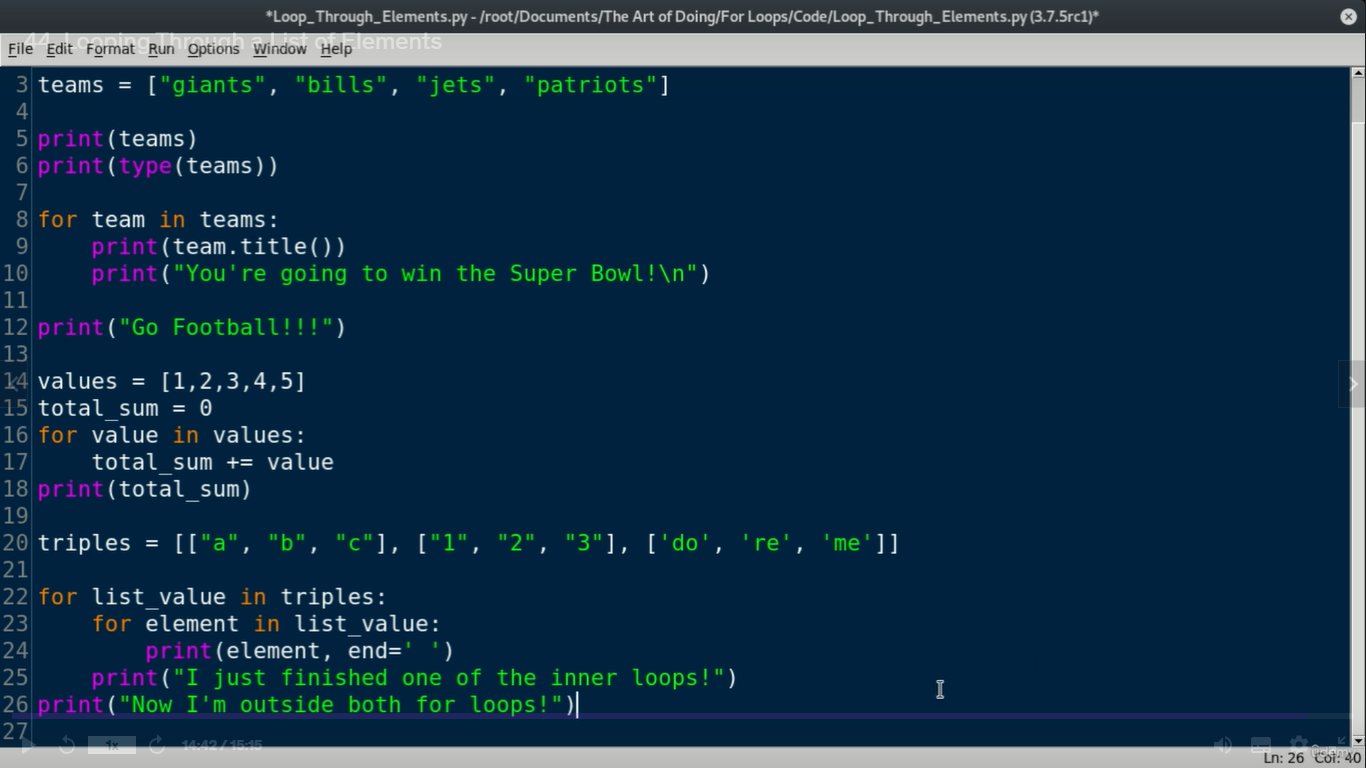 *Loop_Through_Elements.py - /root/Documents/The Art of Doing/For Loops/Code/Loop_Through_Elements.py (3.7.5rc1)*
44. Looping Through a List of Elements
File Edit Format Run Options Window Help
3 teams = ["giants", "bills", "jets", "patriots"]
4
5 print(teams)
6 print(type(teams))
7
8 for team in teams:
9     print(team.title())
10     print("You're going to win the Super Bowl!\n")
11
12 print("Go Football!!!")
13
14 values = [1,2,3,4,5]
15 total_sum = 0
16 for value in values:
17     total_sum += value
18 print(total_sum)
19
20 triples = [["a", "b", "c"], ["1", "2", "3"], ['do', 're', 'me']]
21
22 for list_value in triples:
23     for element in list_value:
24         print(element, end=' ')
25     print("I just finished one of the inner loops!")
26 print("Now I'm outside both for loops!")
27
1x 14:42 / 15:15
Udemy
Ln: 26 Col: 40